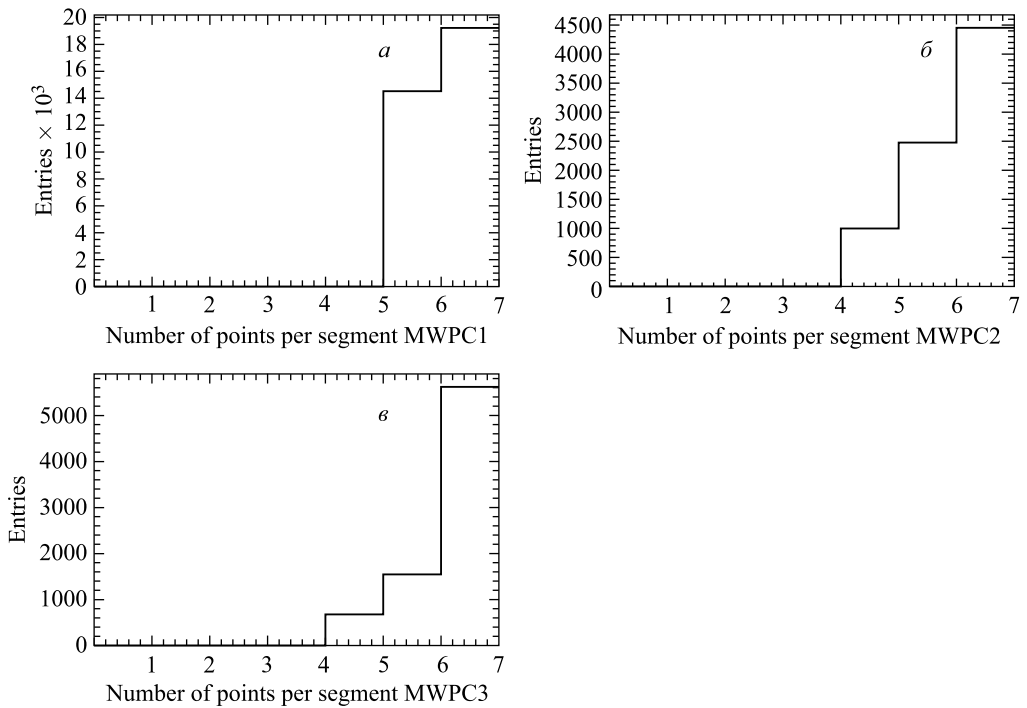 20
18
16
14
12
10
8
6
4
2
0
Entries × 10³
а
1 2 3 4 5 6 7
Number of points per segment MWPC1
4500
4000
3500
3000
2500
2000
1500
1000
500
0
Entries
б
1 2 3 4 5 6 7
Number of points per segment MWPC2
5000
4000
3000
2000
1000
0
Entries
в
1 2 3 4 5 6 7
Number of points per segment MWPC3